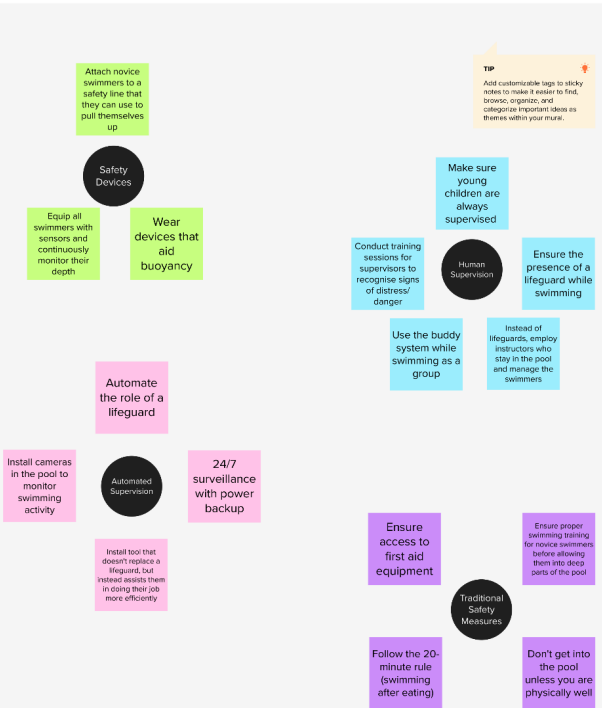 Attach novice
swimmers to a
safety line that
they can use to
pull themselves
up
Safety
Devices
Equip all
swimmers with
sensors and
continuously
monitor their
depth
Wear
devices that
aid
buoyancy
TIP
Add customizable tags to sticky
notes to make it easier to find,
browse, organize, and
categorize important ideas as
themes within your mural.
Make sure
young
children are
always
supervised
Conduct training
sessions for
supervisors to
recognise signs
of distress/
danger
Human
Supervision
Ensure the
presence of a
lifeguard while
swimming
Use the buddy
system while
swimming as a
group
Instead of
lifeguards, employ
instructors who
stay in the pool
and manage the
swimmers
Automate
the role of a
lifeguard
Install cameras
in the pool to
monitor
swimming
activity
Automated
Supervision
24/7
surveillance
with power
backup
Install tool that
doesn't replace a
lifeguard, but
instead assists them
in doing their job
more efficiently
Ensure
access to
first aid
equipment
Ensure proper
swimming training
for novice swimmers
before allowing
them into deep
parts of the pool
Traditional
Safety
Measures
Follow the 20-
minute rule
(swimming
after eating)
Don't get into
the pool
unless you are
physically well